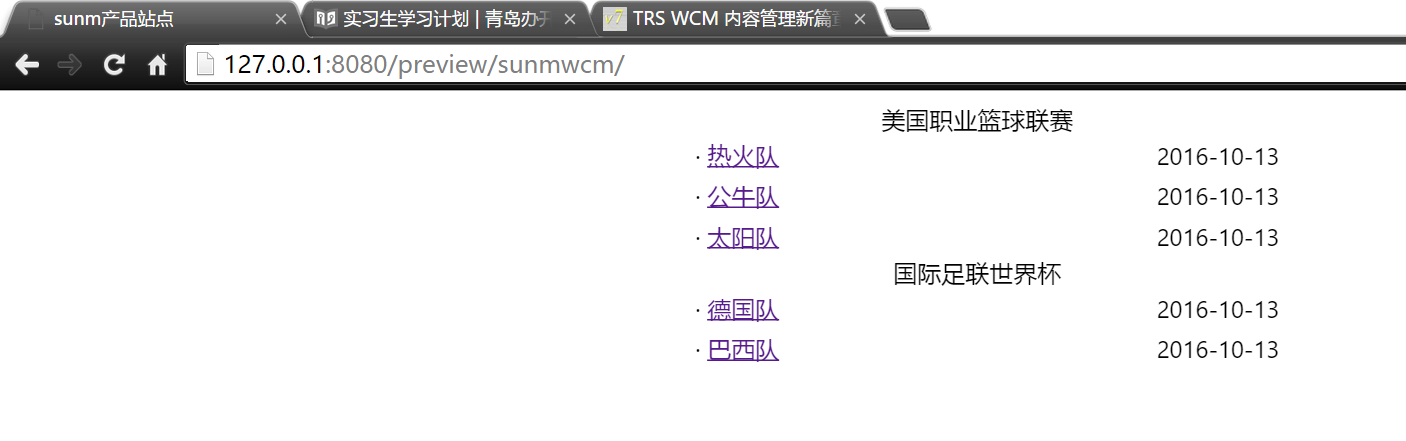 sunm产品站点
实习生学习计划 | 青岛办
TRS WCM 内容管理新篇
127.0.0.1:8080/preview/sunmwcm/
美国职业篮球联赛
· 热火队 2016-10-13
· 公牛队 2016-10-13
· 太阳队 2016-10-13
国际足联世界杯
· 德国队 2016-10-13
· 巴西队 2016-10-13